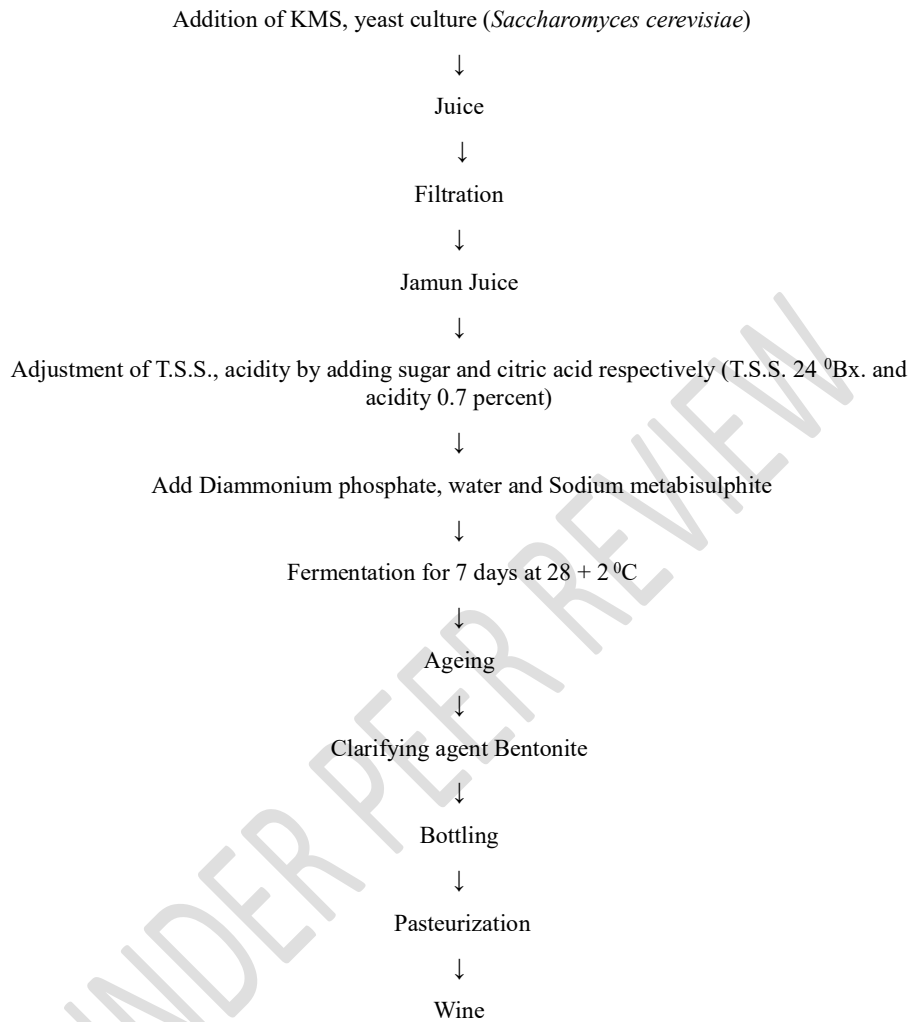 Addition of KMS, yeast culture (Saccharomyces cerevisiae)
↓
Juice
↓
Filtration
↓
Jamun Juice
↓
Adjustment of T.S.S., acidity by adding sugar and citric acid respectively (T.S.S. 24 ⁰Bx. and
acidity 0.7 percent)
↓
Add Diammonium phosphate, water and Sodium metabisulphite
↓
Fermentation for 7 days at 28 + 2 ⁰C
↓
Ageing
↓
Clarifying agent Bentonite
↓
Bottling
↓
Pasteurization
↓
Wine
UNDER PEER REVIEW